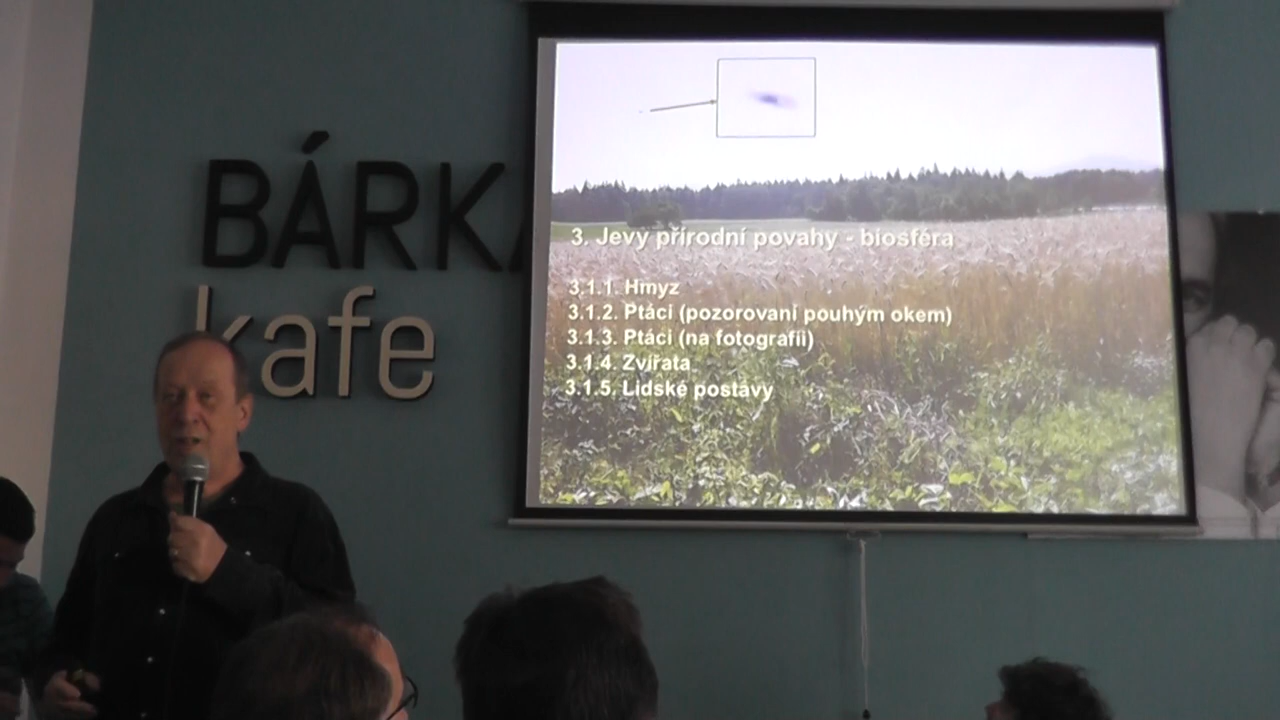 BÁRKA
kafe
3. Jevy přírodní povahy - biosféra
3.1.1. Hmyz
3.1.2. Ptáci (pozorovaní pouhým okem)
3.1.3. Ptáci (na fotografii)
3.1.4. Zvířata
3.1.5. Lidské postavy